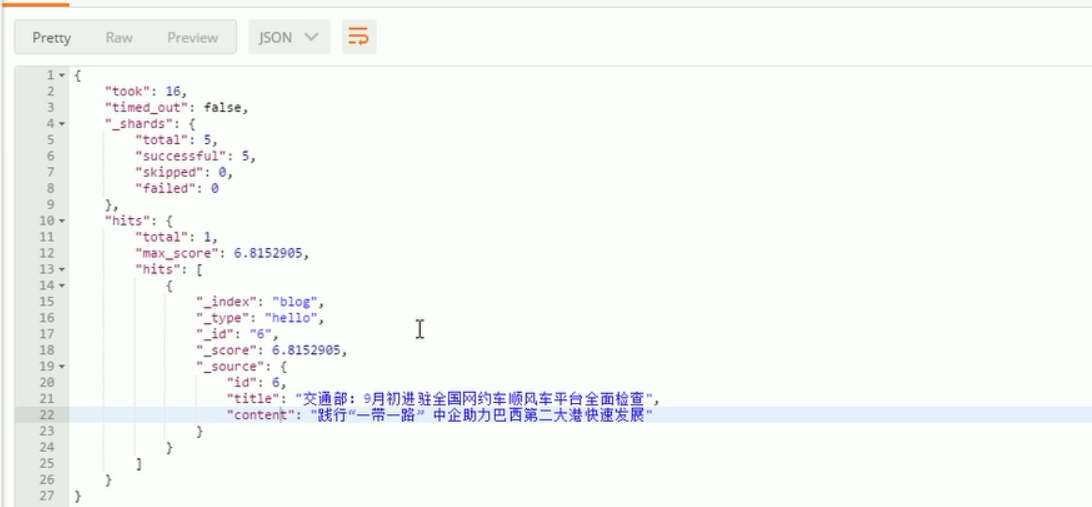 Pretty Raw Preview JSON
1 {
2 "took": 16,
3 "timed_out": false,
4 "_shards": {
5 "total": 5,
6 "successful": 5,
7 "skipped": 0,
8 "failed": 0
9 },
10 "hits": {
11 "total": 1,
12 "max_score": 6.8152905,
13 "hits": [
14 {
15 "_index": "blog",
16 "_type": "hello",
17 "_id": "6",
18 "_score": 6.8152905,
19 "_source": {
20 "id": 6,
21 "title": "交通部：9月初进驻全国网约车顺风车平台全面检查",
22 "content": "践行“一带一路” 中企助力巴西第二大港快速发展"
23 }
24 }
25 ]
26 }
27 }